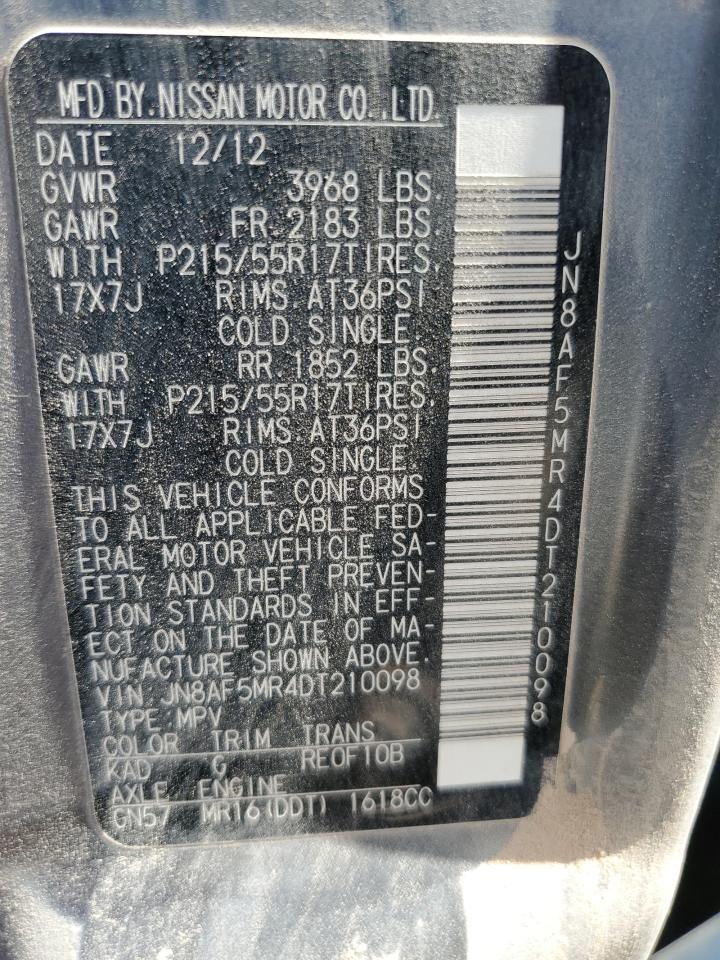 MFD BY.NISSAN MOTOR CO.,LTD.
DATE 12/12
GVWR 3968 LBS.
GAWR FR.2183 LBS.
WITH P215/55R17TIRES.
17X7J RIMS.AT36PSI
COLD SINGLE
GAWR RR.1852 LBS.
WITH P215/55R17TIRES.
17X7J RIMS.AT36PSI
COLD SINGLE
THIS VEHICLE CONFORMS
TO ALL APPLICABLE FED-
ERAL MOTOR VEHICLE SA-
FETY AND THEFT PREVEN-
TION STANDARDS IN EFF-
ECT ON THE DATE OF MA-
NUFACTURE SHOWN ABOVE.
VIN JN8AF5MR4DT210098
TYPE.MPV
COLOR TRIM TRANS
KAD G RE0F10B
AXLE ENGINE
GN57 MR16(DDT) 1618CC
JN8AF5MR4DT210098